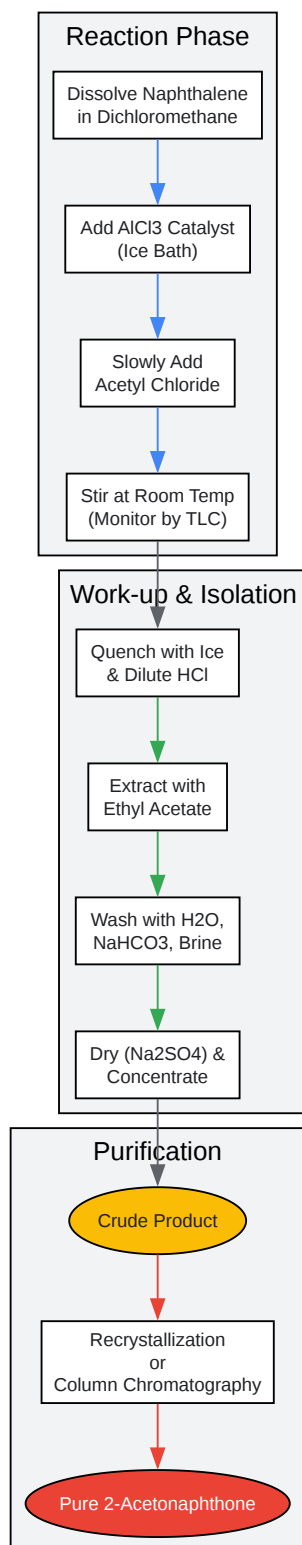 Reaction Phase
Dissolve Naphthalene
in Dichloromethane
Add AlCl3 Catalyst
(Ice Bath)
Slowly Add
Acetyl Chloride
Stir at Room Temp
(Monitor by TLC)
Work-up & Isolation
Quench with Ice
& Dilute HCl
Extract with
Ethyl Acetate
Wash with H2O,
NaHCO3, Brine
Dry (Na2SO4) &
Concentrate
Purification
Crude Product
Recrystallization
or
Column Chromatography
Pure 2-Acetonaphthone